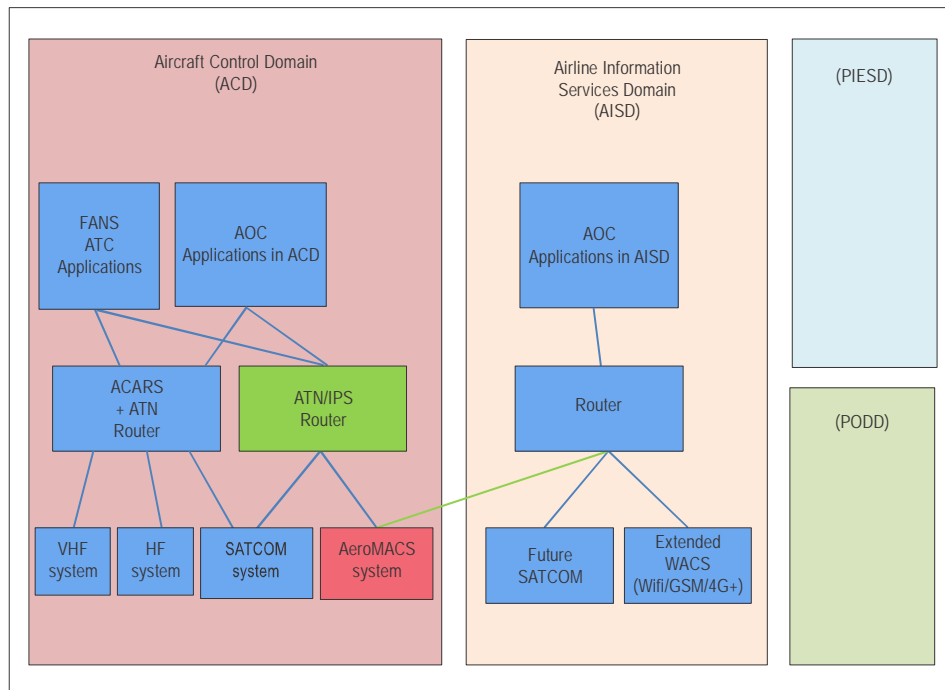 Aircraft Control Domain
(ACD)
Airline Information
Services Domain
(AISD)
(PIESD)
FANS
ATC
Applications
AOC
Applications in ACD
AOC
Applications in AISD
ACARS
+ ATN
Router
ATN/IPS
Router
Router
(PODD)
VHF
system
HF
system
SATCOM
system
AeroMACS
system
Future
SATCOM
Extended
WACS
(Wifi/GSM/4G+)